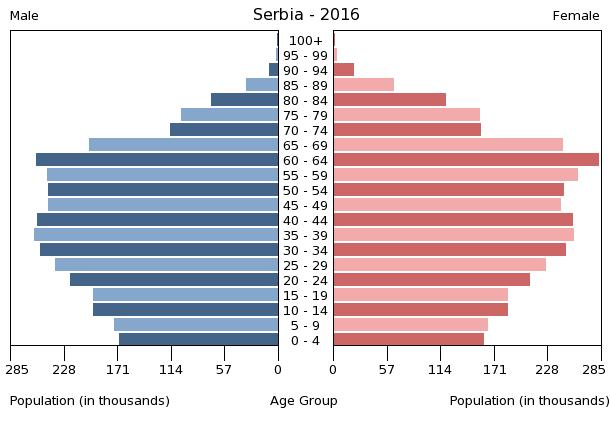 Serbia - 2016
Male
Female
100+
95 - 99
90 - 94
85 - 89
80 - 84
75 - 79
70 - 74
65 - 69
60 - 64
55 - 59
50 - 54
45 - 49
40 - 44
35 - 39
30 - 34
25 - 29
20 - 24
15 - 19
10 - 14
5 - 9
0 - 4
285 228 171 114 57 0 0 57 114 171 228 285
Population (in thousands) Age Group Population (in thousands)